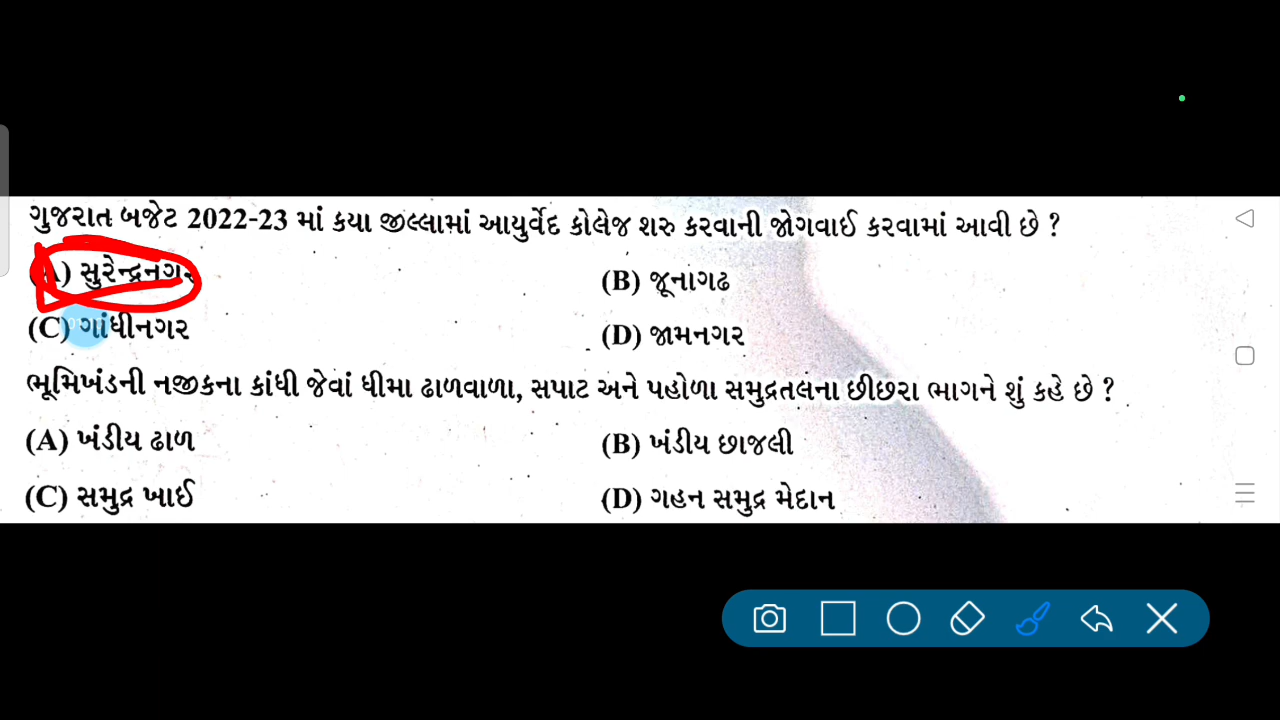 ગુજરાત બજેટ 2022-23 માં કયા જીલ્લામાં આયુર્વેદ કોલેજ શરુ કરવાની જોગવાઈ કરવામાં આવી છે ?
(A) સુરેન્દ્રનગર (B) જૂનાગઢ
(C) ગાંધીનગર (D) જામનગર
ભૂમિખંડની નજીકના કાંધી જેવાં ધીમા ઢાળવાળા, સપાટ અને પહોળા સમુદ્રતલના છીછરા ભાગને શું કહે છે ?
(A) ખંડીય ઢાળ (B) ખંડીય છાજલી
(C) સમુદ્ર ખાઈ (D) ગહન સમુદ્ર મેદાન